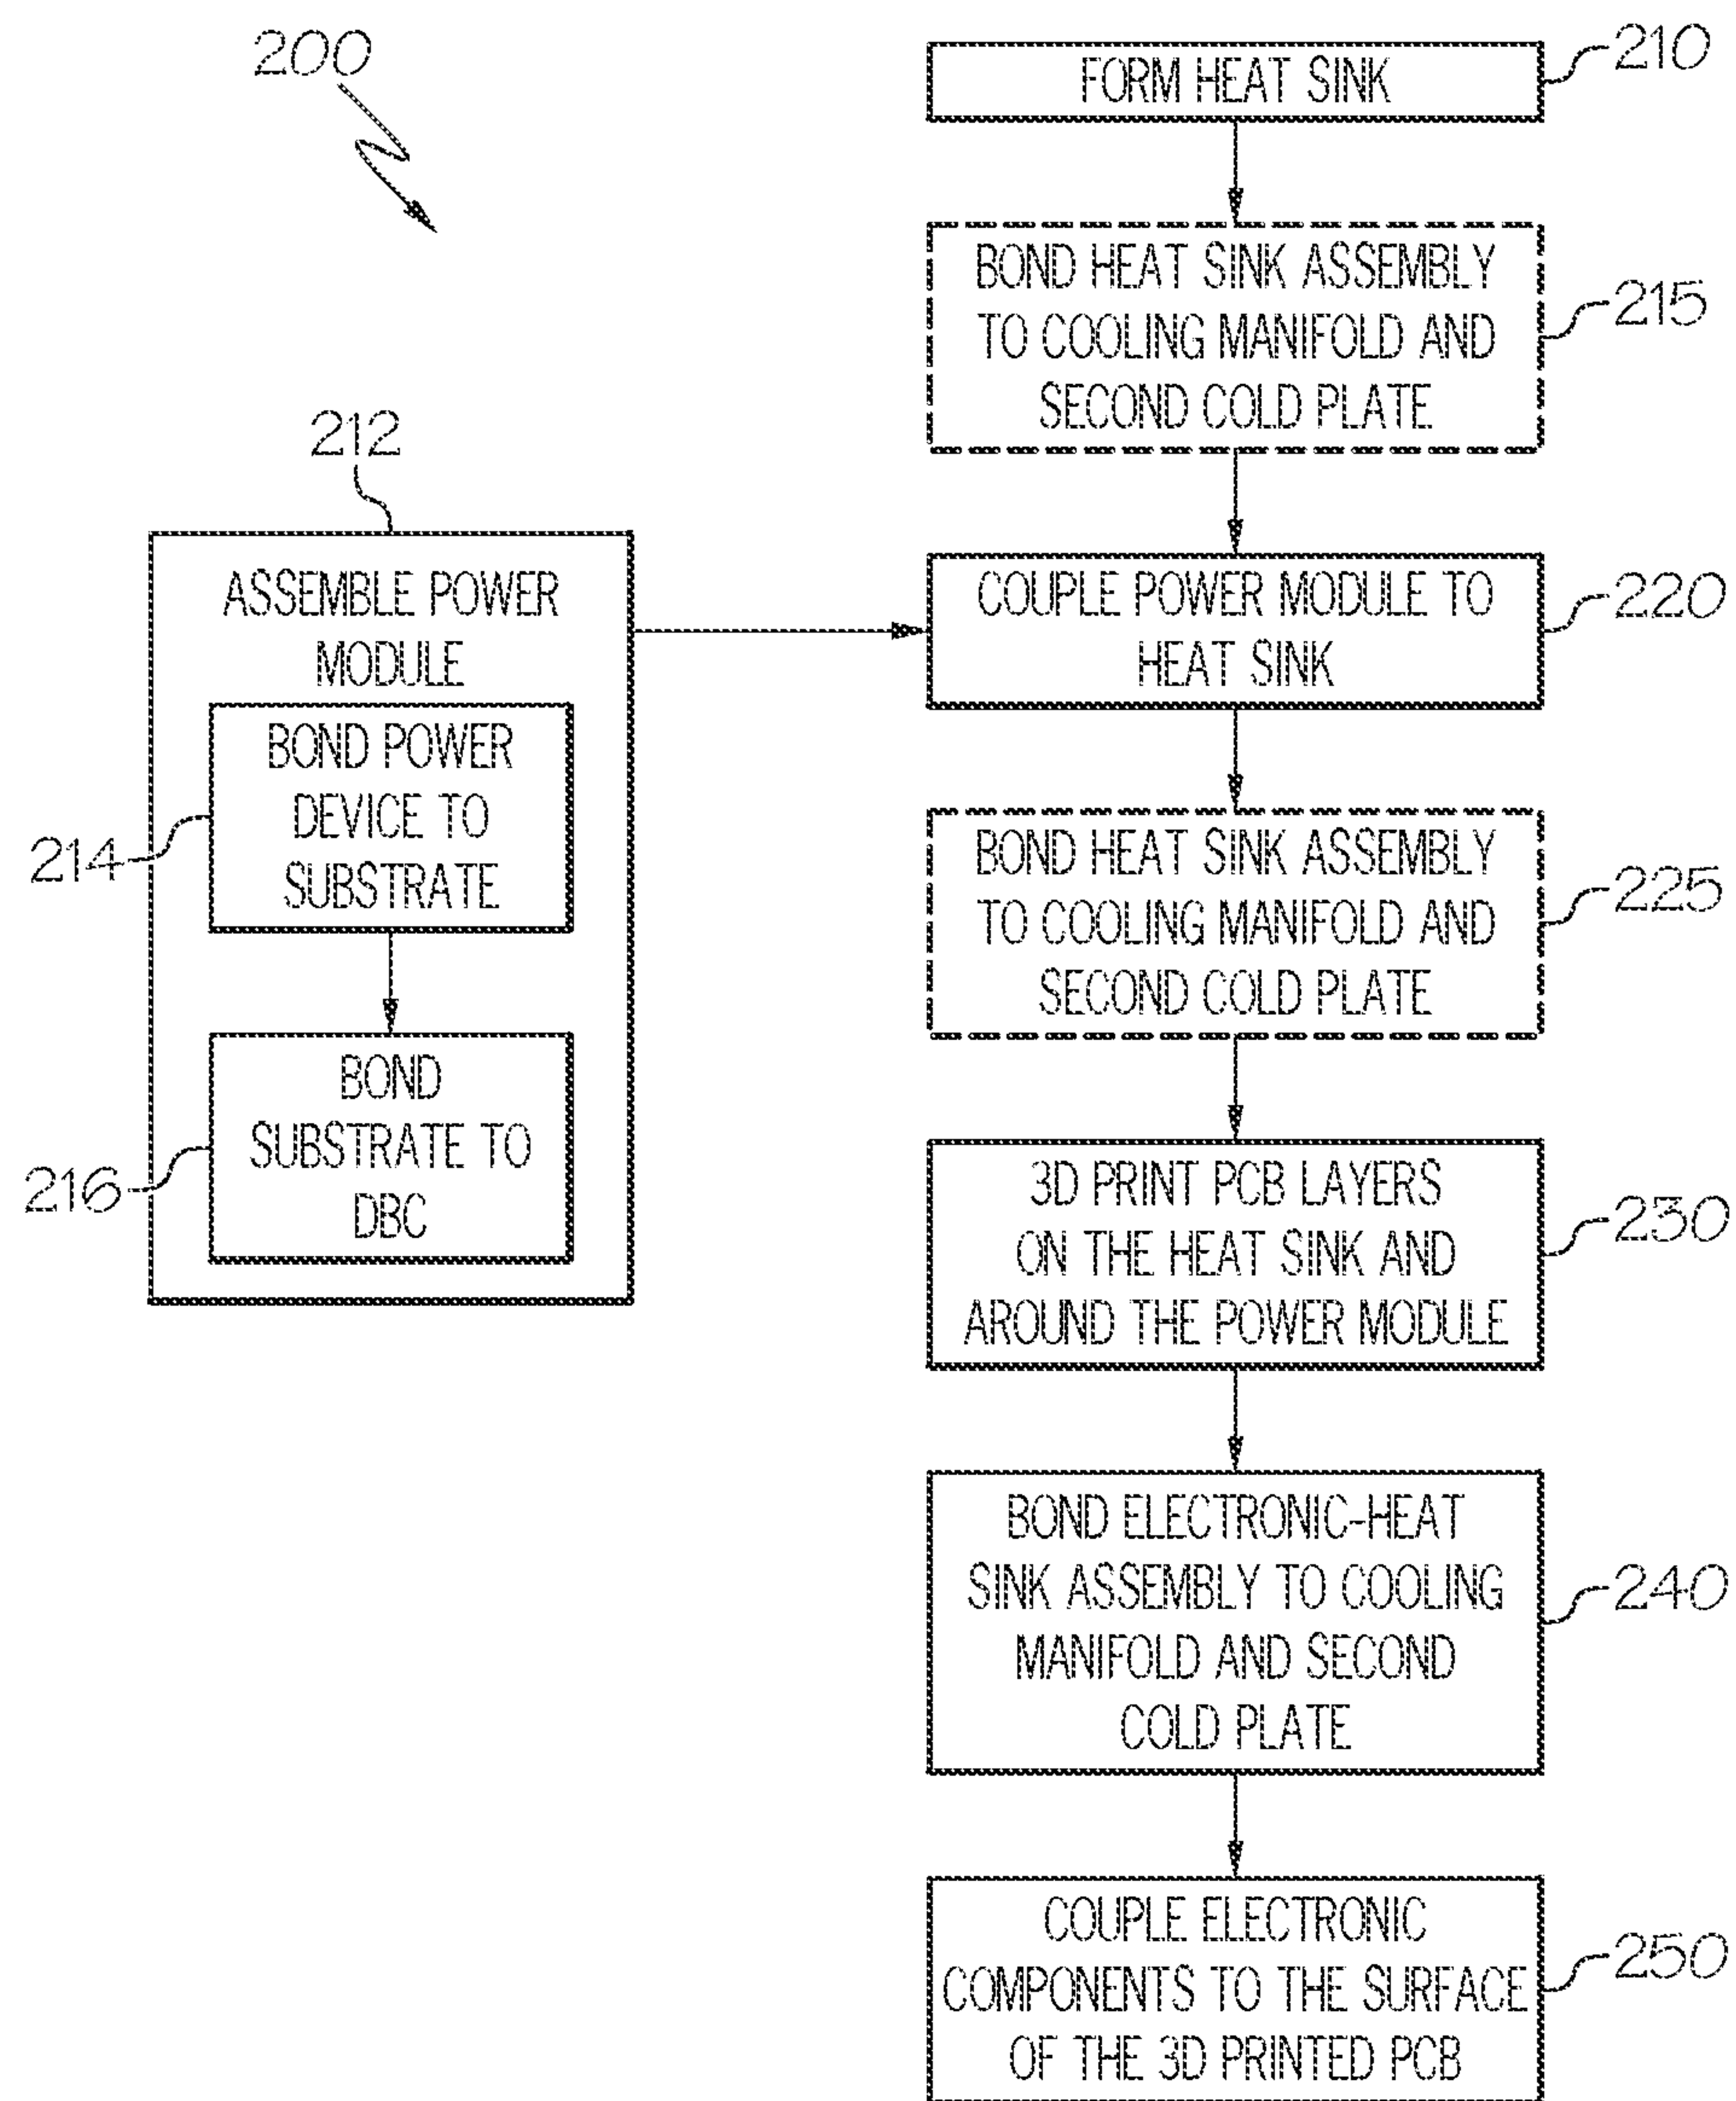 200
FORM HEAT SINK
210
BOND HEAT SINK ASSEMBLY
TO COOLING MANIFOLD AND
SECOND COLD PLATE
215
212
ASSEMBLE POWER
MODULE
BOND POWER
DEVICE TO
SUBSTRATE
214
BOND
SUBSTRATE TO
DBC
216
COUPLE POWER MODULE TO
HEAT SINK
220
BOND HEAT SINK ASSEMBLY
TO COOLING MANIFOLD AND
SECOND COLD PLATE
225
3D PRINT PCB LAYERS
ON THE HEAT SINK AND
AROUND THE POWER MODULE
230
BOND ELECTRONIC-HEAT
SINK ASSEMBLY TO COOLING
MANIFOLD AND SECOND
COLD PLATE
240
COUPLE ELECTRONIC
COMPONENTS TO THE SURFACE
OF THE 3D PRINTED PCB
250